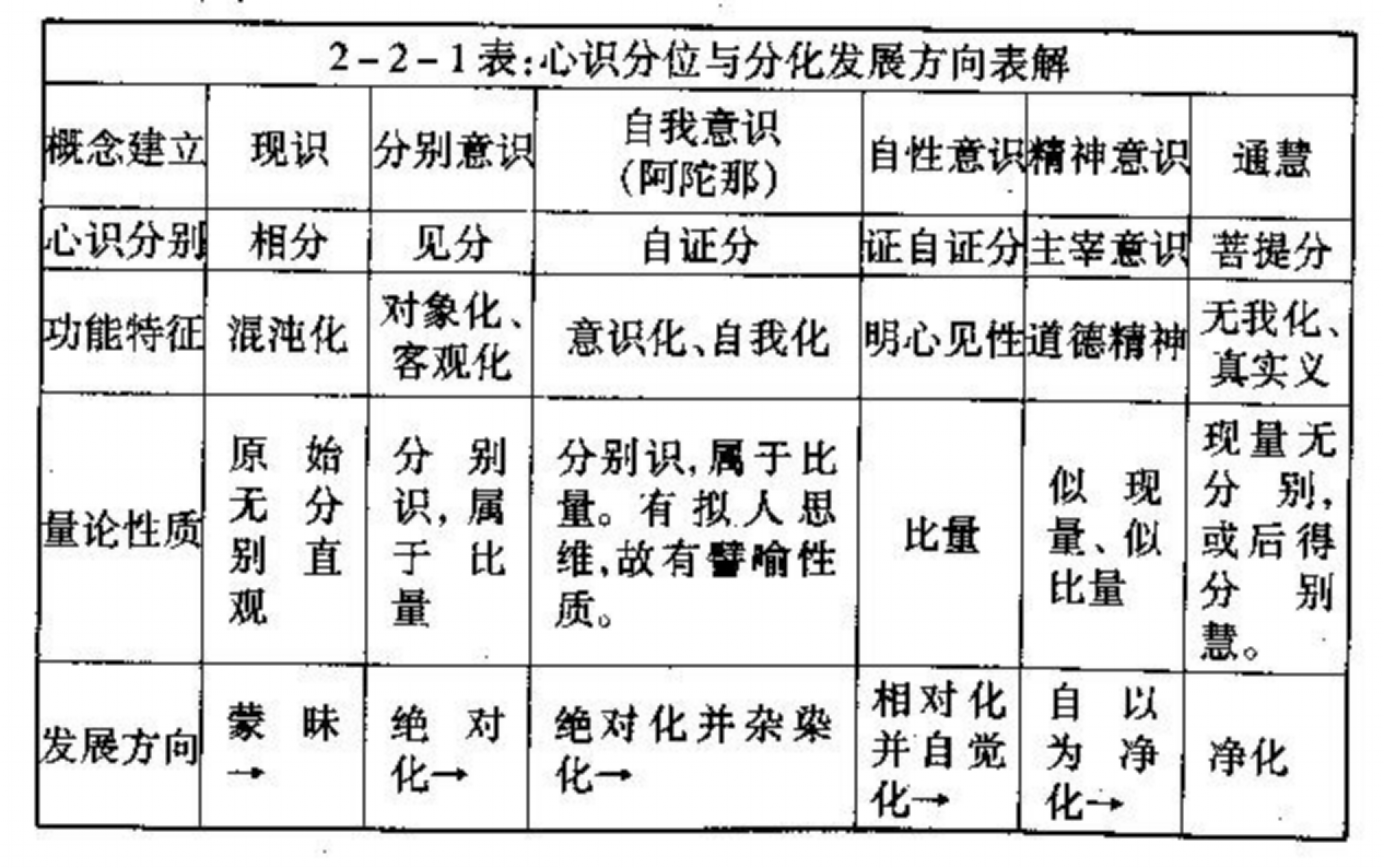 2-2-1表:心识分位与分化发展方向表解
概念建立 现识 分别意识 自我意识(阿陀那) 自性意识 精神意识 通慧
心识分别 相分 见分 自证分 证自证分 主宰意识 菩提分
功能特征 混沌化 对象化、客观化 意识化、自我化 明心见性 道德精神 无我化、真实义
量论性质 原始无分别直观 分别识,属于比量 分别识,属于比量。有拟人思维,故有譬喻性质。 比量 似现量、似比量 现量无分别,或后得分别慧。
发展方向 蒙昧→ 绝对化→ 绝对化并杂染化→ 相对化并自觉化→ 自以为净化→ 净化